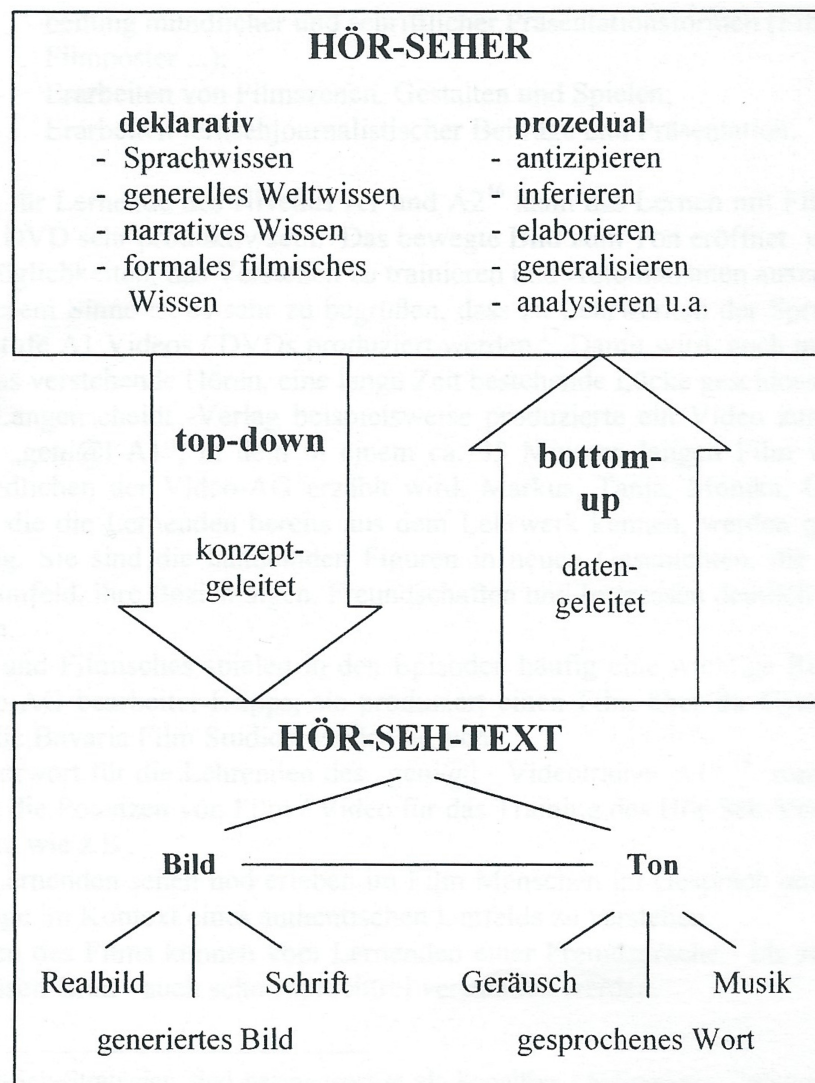 HÖR-SEHER
deklarativ
- Sprachwissen
- generelles Weltwissen
- narratives Wissen
- formales filmisches
Wissen
prozedual
- antizipieren
- inferieren
- elaborieren
- generalisieren
- analysieren u.a.
top-down
konzept-
geleitet
bottom-
up
daten-
geleitet
HÖR-SEH-TEXT
Bild
Ton
Realbild
Schrift
generiertes Bild
Geräusch
Musik
gesprochenes Wort